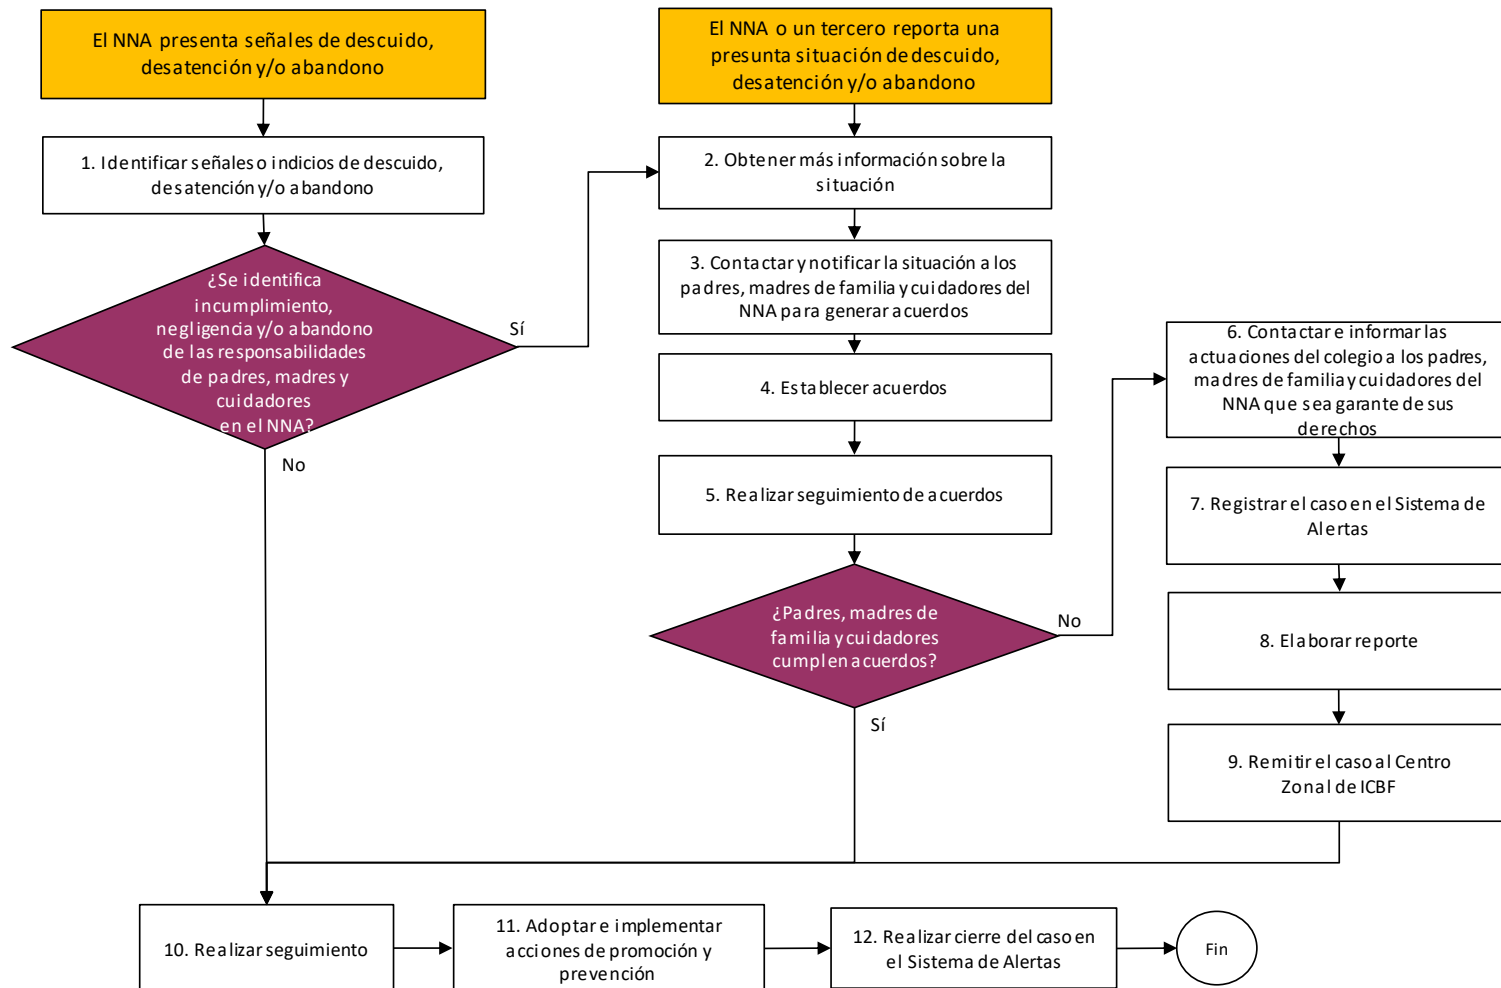 El NNA presenta señales de descuido,
desatención y/o abandono
El NNA o un tercero reporta una
presunta situación de descuido,
desatención y/o abandono
1. Identificar señales o indicios de descuido,
desatención y/o abandono
2. Obtener más información sobre la
situación
¿Se identifica
incumplimiento,
negligencia y/o abandono
de las responsabilidades
de padres, madres y
cuidadores
en el NNA?
Sí
No
3. Contactar y notificar la situación a los
padres, madres de familia y cuidadores del
NNA para generar acuerdos
4. Establecer acuerdos
5. Realizar seguimiento de acuerdos
¿Padres, madres de
familia y cuidadores
cumplen acuerdos?
No
Sí
6. Contactar e informar las
actuaciones del colegio a los padres,
madres de familia y cuidadores del
NNA que sea garante de sus
derechos
7. Registrar el caso en el Sistema de
Alertas
8. Elaborar reporte
9. Remitir el caso al Centro
Zonal de ICBF
10. Realizar seguimiento
11. Adoptar e implementar
acciones de promoción y
prevención
12. Realizar cierre del caso en
el Sistema de Alertas
Fin